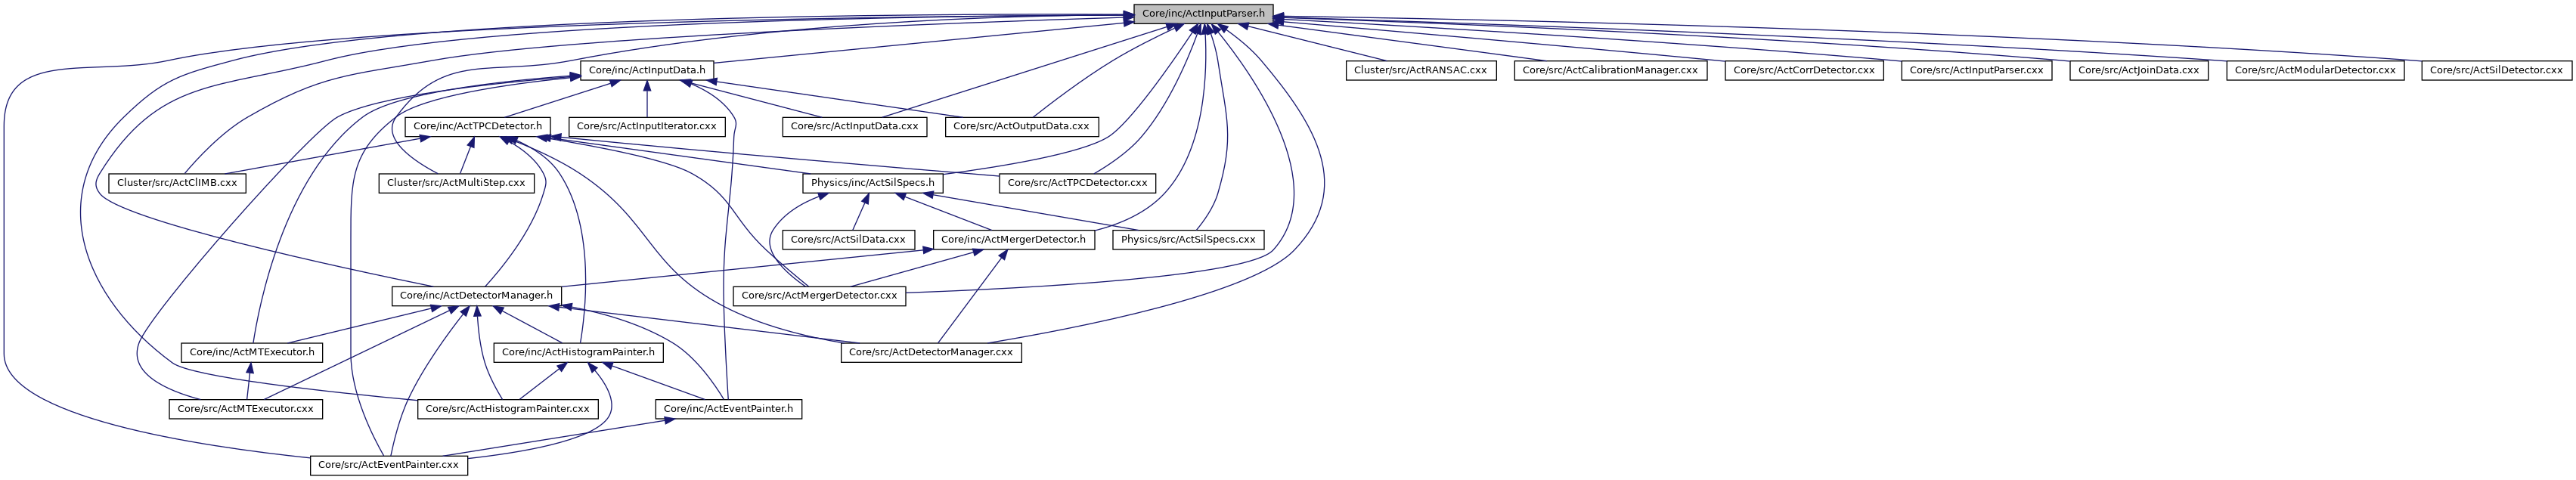 Core/inc/ActInputParser.h
Core/inc/ActInputData.h
Cluster/src/ActRANSAC.cxx
Core/src/ActCalibrationManager.cxx
Core/src/ActCorrDetector.cxx
Core/src/ActInputParser.cxx
Core/src/ActJoinData.cxx
Core/src/ActModularDetector.cxx
Core/src/ActSilDetector.cxx
Core/inc/ActTPCDetector.h
Core/src/ActInputIterator.cxx
Core/src/ActInputData.cxx
Core/src/ActOutputData.cxx
Cluster/src/ActClIMB.cxx
Cluster/src/ActMultiStep.cxx
Physics/inc/ActSilSpecs.h
Core/src/ActTPCDetector.cxx
Core/src/ActSilData.cxx
Core/inc/ActMergerDetector.h
Physics/src/ActSilSpecs.cxx
Core/inc/ActDetectorManager.h
Core/src/ActMergerDetector.cxx
Core/inc/ActMTExecutor.h
Core/inc/ActHistogramPainter.h
Core/src/ActDetectorManager.cxx
Core/src/ActMTExecutor.cxx
Core/src/ActHistogramPainter.cxx
Core/inc/ActEventPainter.h
Core/src/ActEventPainter.cxx